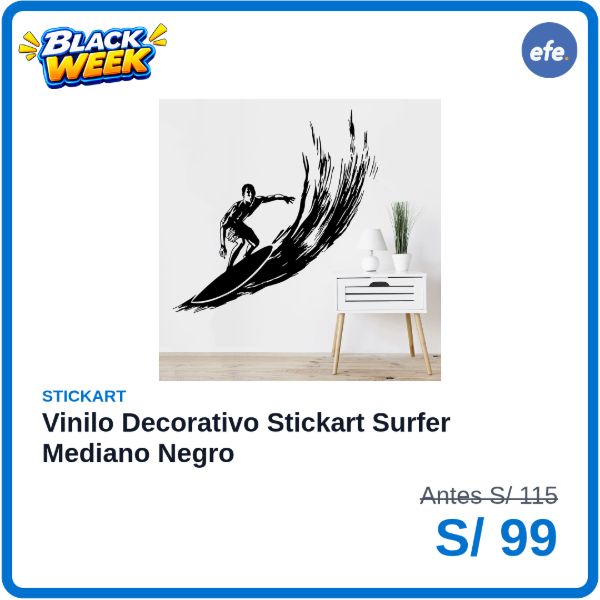 BLACK
WEEK
efe.
STICKART
Vinilo Decorativo Stickart Surfer
Mediano Negro
Antes S/ 115
S/ 99